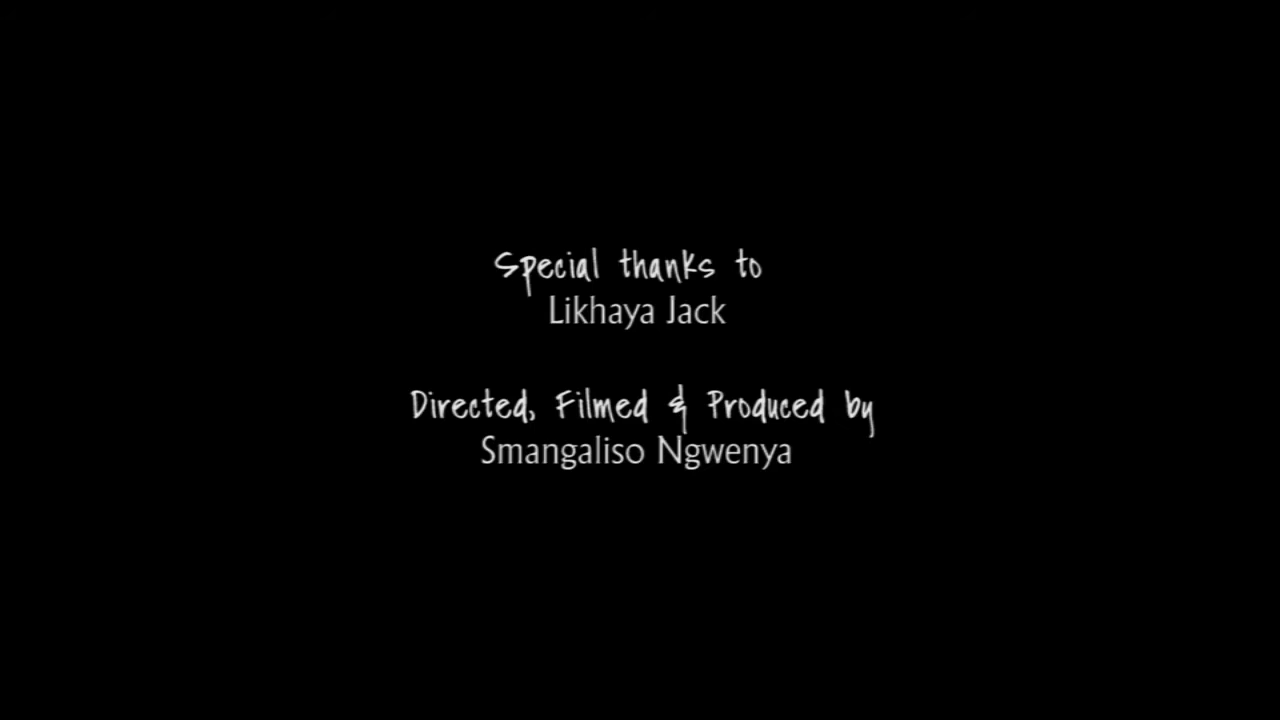 Special thanks to
Likhaya Jack
Directed, Filmed & Produced by
Smangaliso Ngwenya